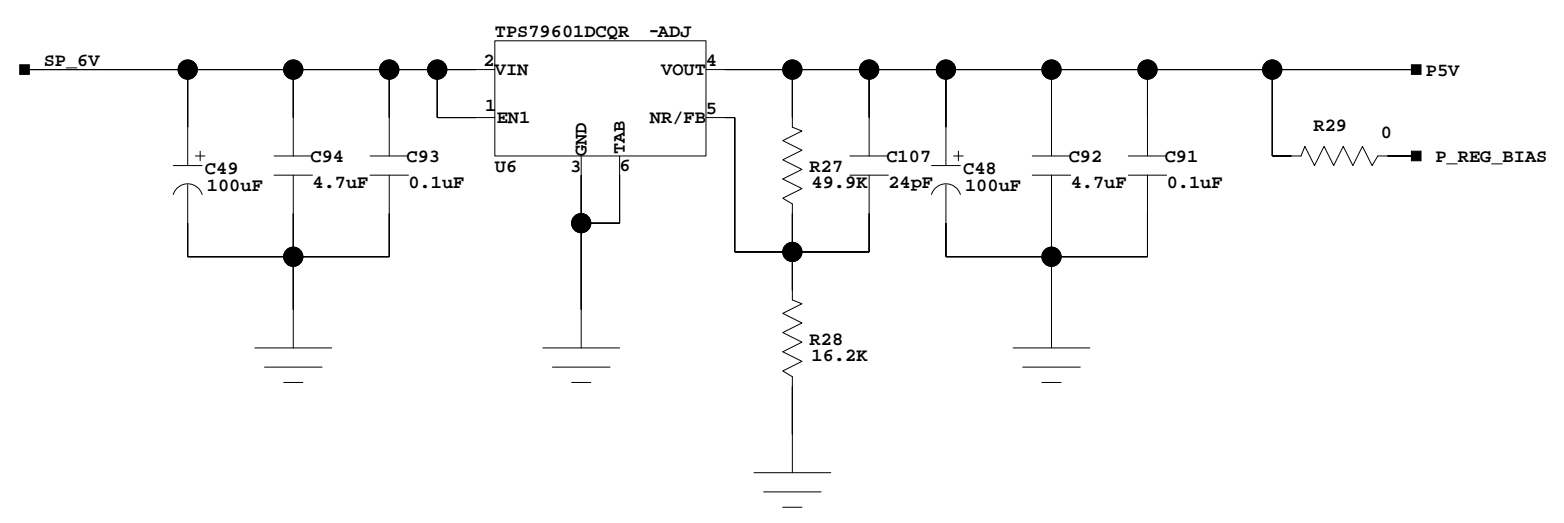 TPS79601DCQR -ADJ
SP_6V
2
VIN
VOUT
4
P5V
1
EN1
NR/FB
5
GND
TAB
U6
3
6
R29
0
P_REG_BIAS
+
C49
100uF
C94
4.7uF
C93
0.1uF
R27
49.9K
C107
24pF
+
C48
100uF
C92
4.7uF
C91
0.1uF
R28
16.2K